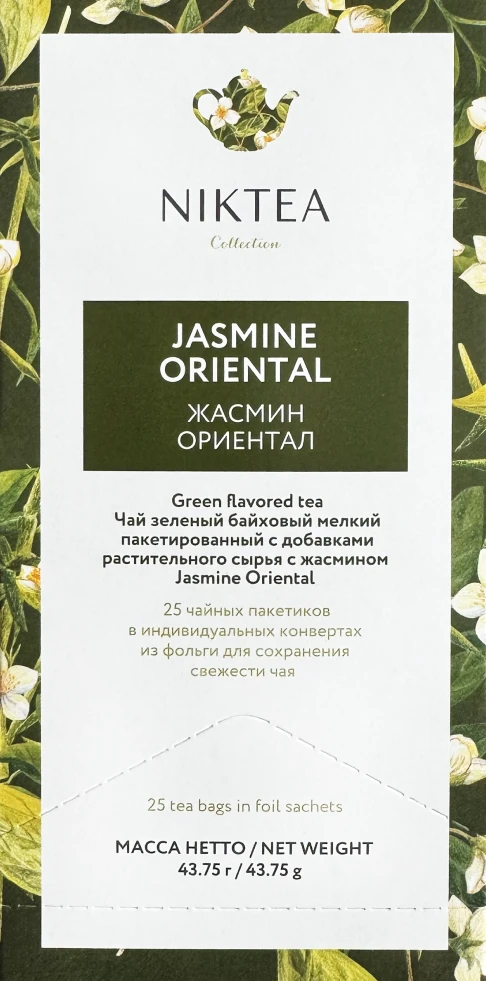 NIKTEA
Collection
JASMINE
ORIENTAL
ЖАСМИН
ОРИЕНТАЛ
Green flavored tea
Чай зеленый байховый мелкий
пакетированный с добавками
растительного сырья с жасмином
Jasmine Oriental
25 чайных пакетиков
в индивидуальных конвертах
из фольги для сохранения
свежести чая
25 tea bags in foil sachets
МАССА НЕТТО / NET WEIGHT
43.75 г / 43.75 g